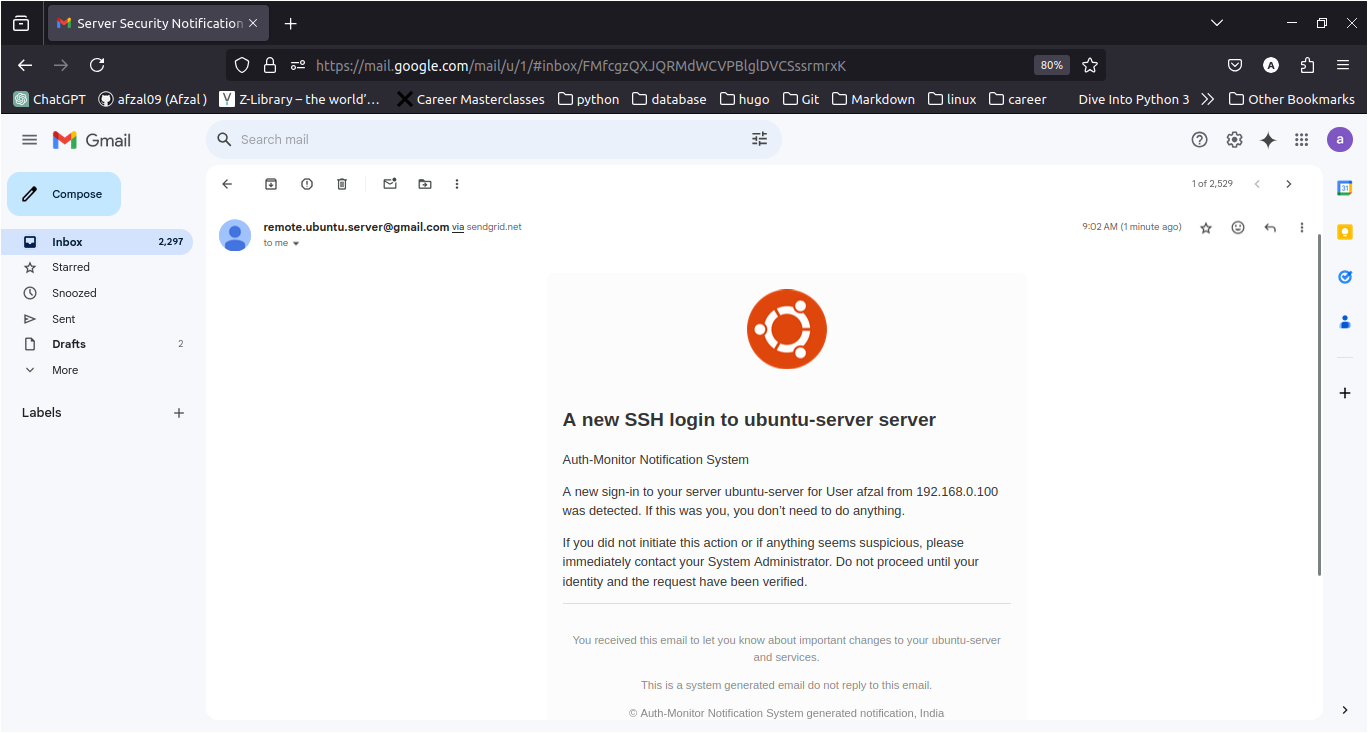 Server Security Notification
https://mail.google.com/mail/u/1/#inbox/FMfcgzQXJQRMdWCVPBlglDVCSssrmrxK
80%
A
ChatGPT
afzal09 (Afzal )
Z-Library – the world'…
Career Masterclasses
python
database
hugo
Git
Markdown
linux
career
Dive Into Python 3
Other Bookmarks
Gmail
Search mail
a
Compose
1 of 2,529
31
Inbox 2,297
Starred
Snoozed
Sent
Drafts 2
More
Labels
remote.ubuntu.server@gmail.com via sendgrid.net
9:02 AM (1 minute ago)
to me
A new SSH login to ubuntu-server server
Auth-Monitor Notification System
A new sign-in to your server ubuntu-server for User afzal from 192.168.0.100
was detected. If this was you, you don’t need to do anything.
If you did not initiate this action or if anything seems suspicious, please
immediately contact your System Administrator. Do not proceed until your
identity and the request have been verified.
You received this email to let you know about important changes to your ubuntu-server
and services.
This is a system generated email do not reply to this email.
© Auth-Monitor Notification System generated notification, India